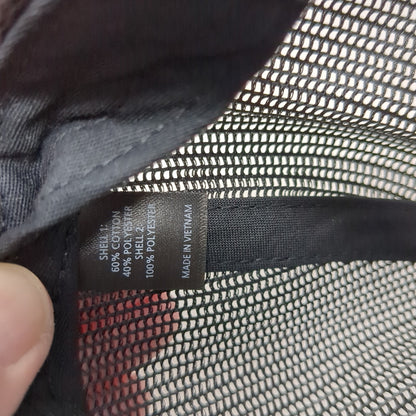 SHELL 1:
60% COTTON
40% POLYESTER
SHELL 2:
100% POLYESTER
MADE IN VIETNAM